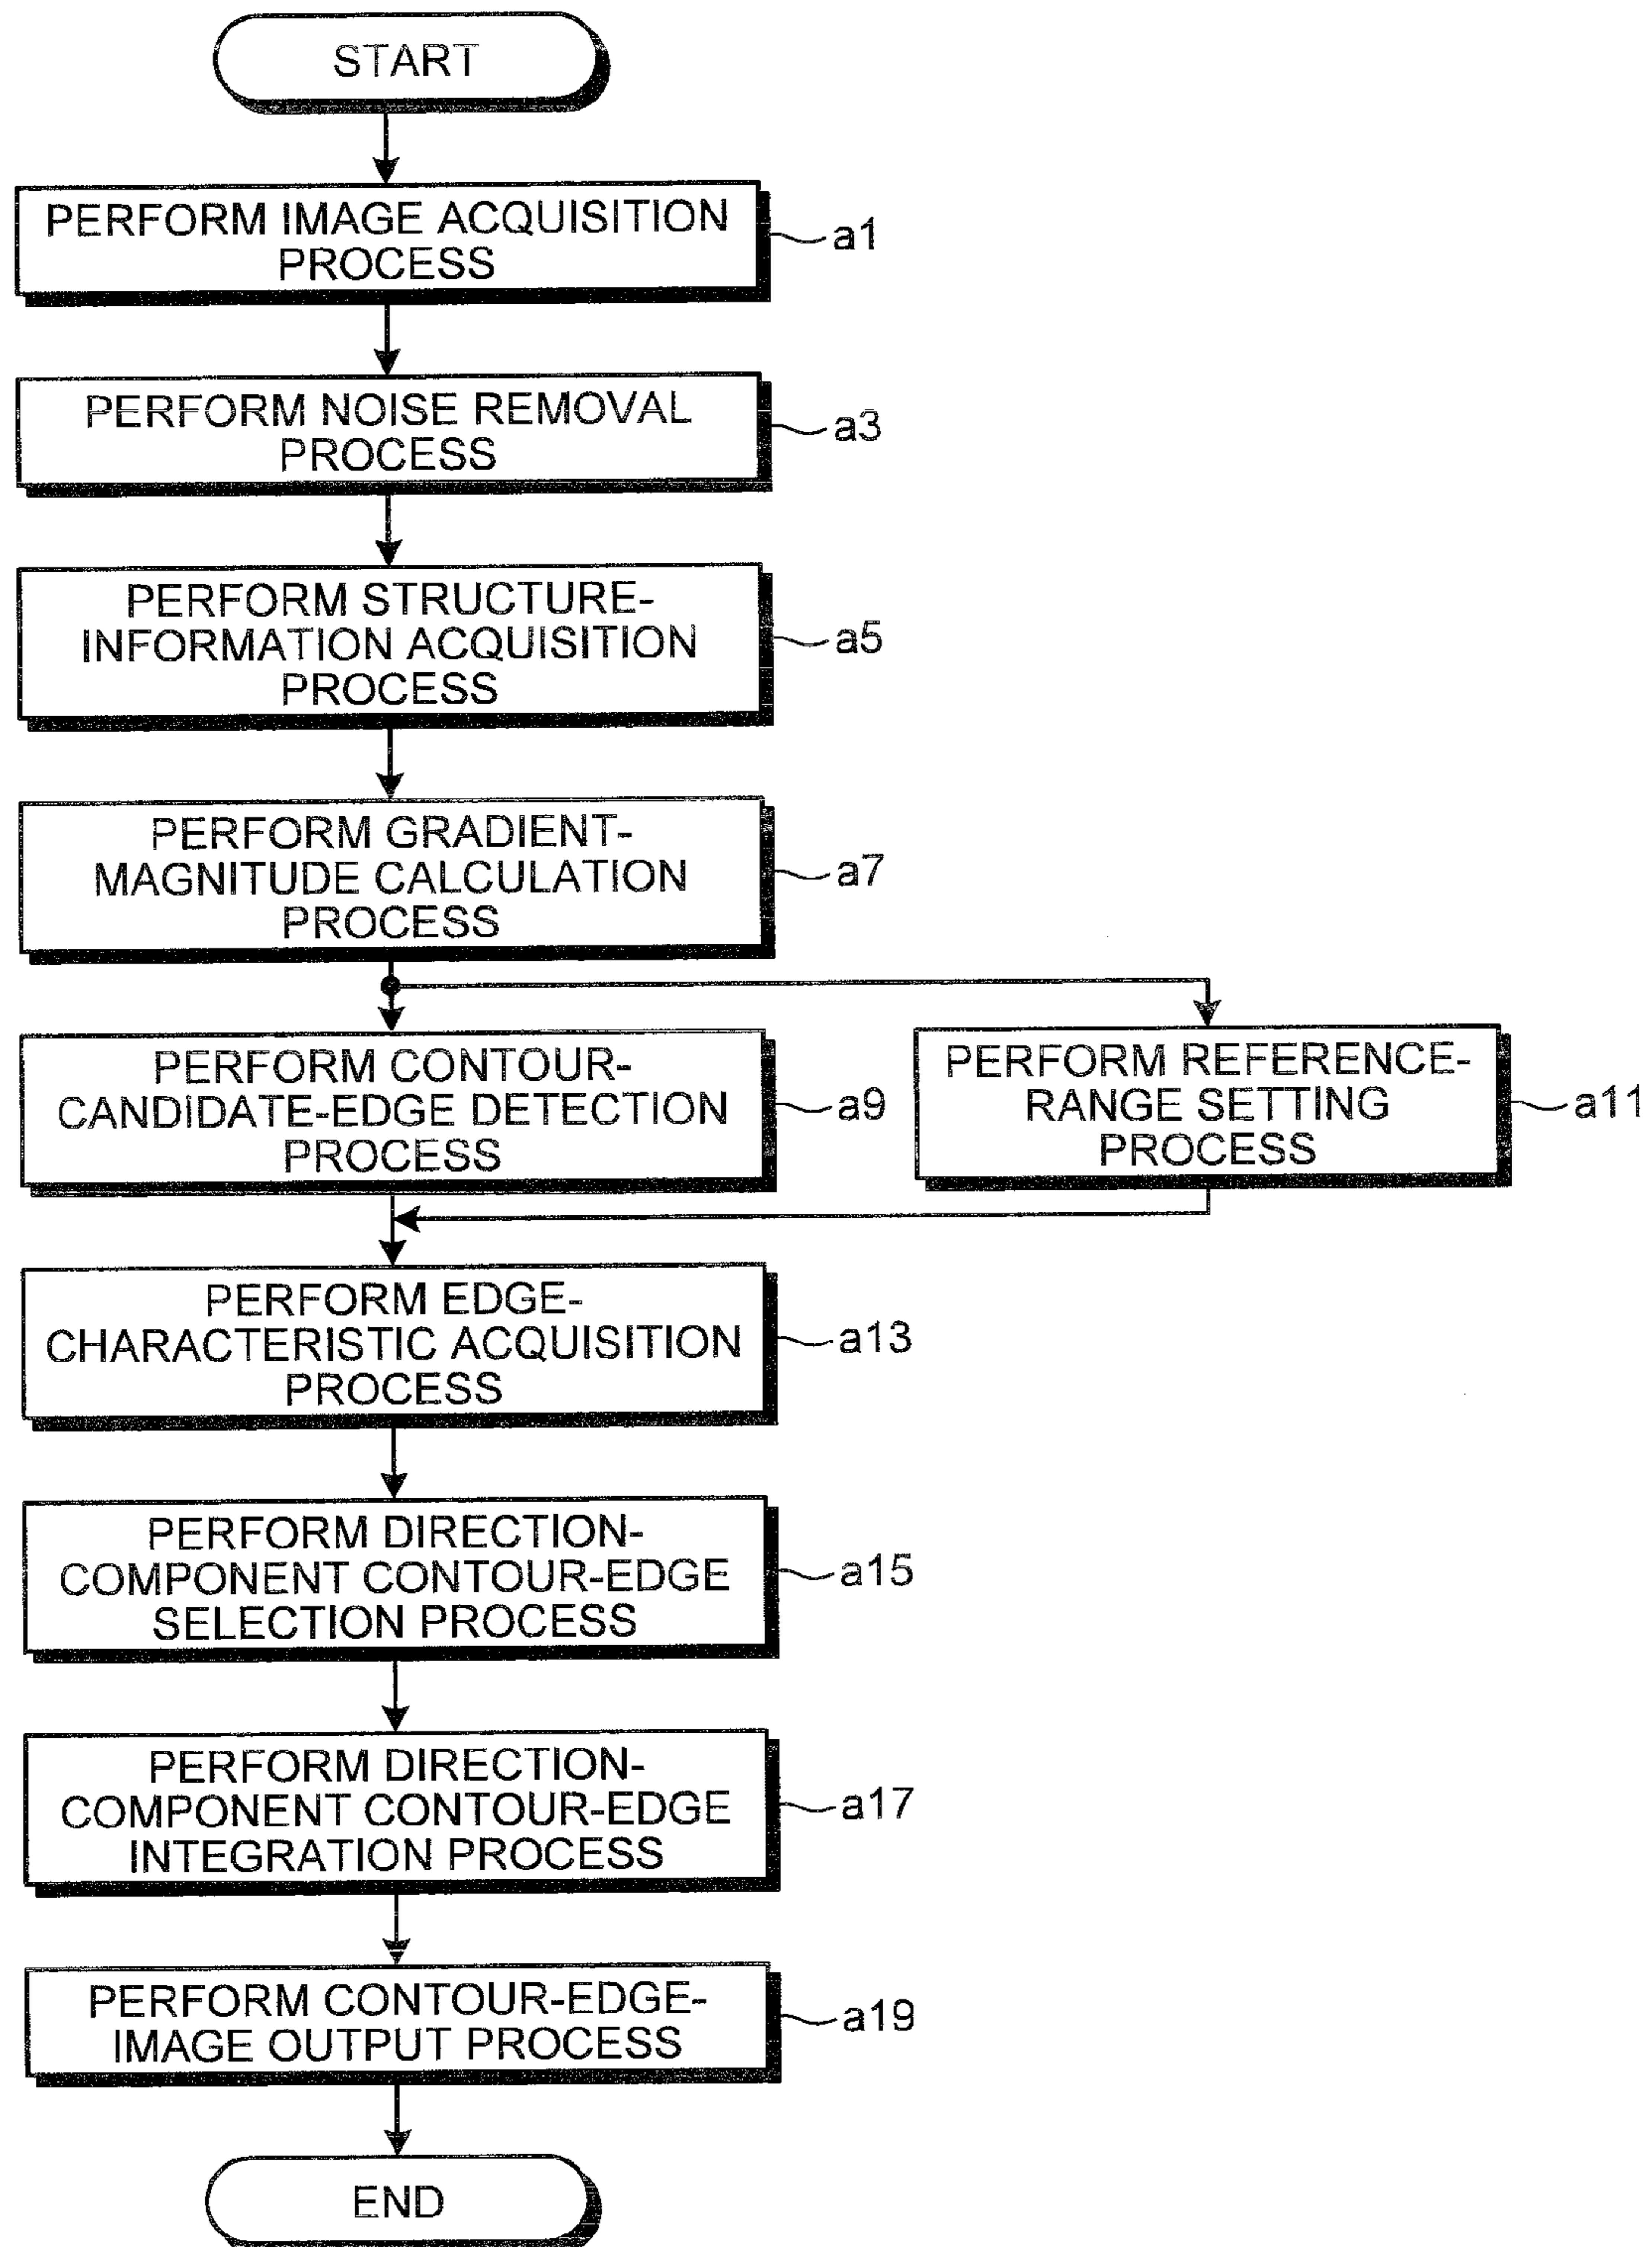 START
PERFORM IMAGE ACQUISITION
PROCESS
a1
PERFORM NOISE REMOVAL
PROCESS
a3
PERFORM STRUCTURE-
INFORMATION ACQUISITION
PROCESS
a5
PERFORM GRADIENT-
MAGNITUDE CALCULATION
PROCESS
a7
PERFORM CONTOUR-
CANDIDATE-EDGE DETECTION
PROCESS
a9
PERFORM REFERENCE-
RANGE SETTING
PROCESS
a11
PERFORM EDGE-
CHARACTERISTIC ACQUISITION
PROCESS
a13
PERFORM DIRECTION-
COMPONENT CONTOUR-EDGE
SELECTION PROCESS
a15
PERFORM DIRECTION-
COMPONENT CONTOUR-EDGE
INTEGRATION PROCESS
a17
PERFORM CONTOUR-EDGE-
IMAGE OUTPUT PROCESS
a19
END